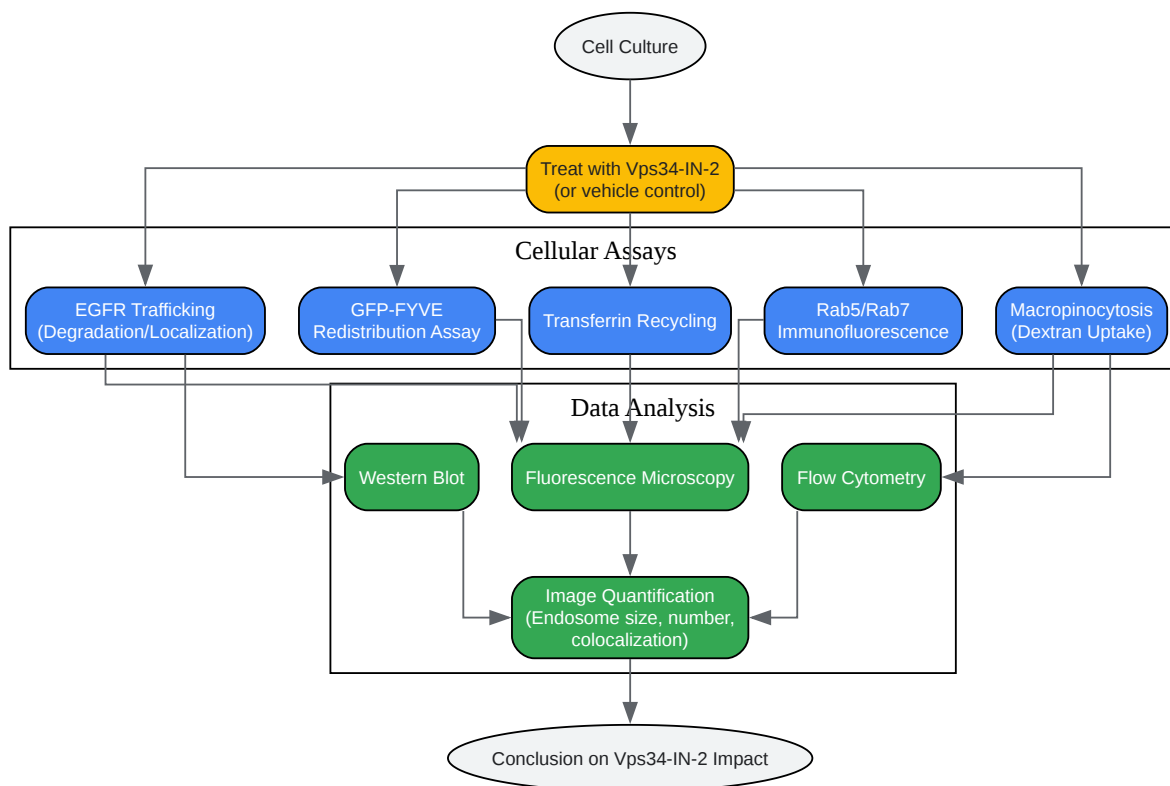 Cell Culture
Treat with Vps34-IN-2
(or vehicle control)
Cellular Assays
EGFR Trafficking
(Degradation/Localization)
GFP-FYVE
Redistribution Assay
Transferrin Recycling
Rab5/Rab7
Immunofluorescence
Macropinocytosis
(Dextran Uptake)
Data Analysis
Western Blot
Fluorescence Microscopy
Flow Cytometry
Image Quantification
(Endosome size, number,
colocalization)
Conclusion on Vps34-IN-2 Impact